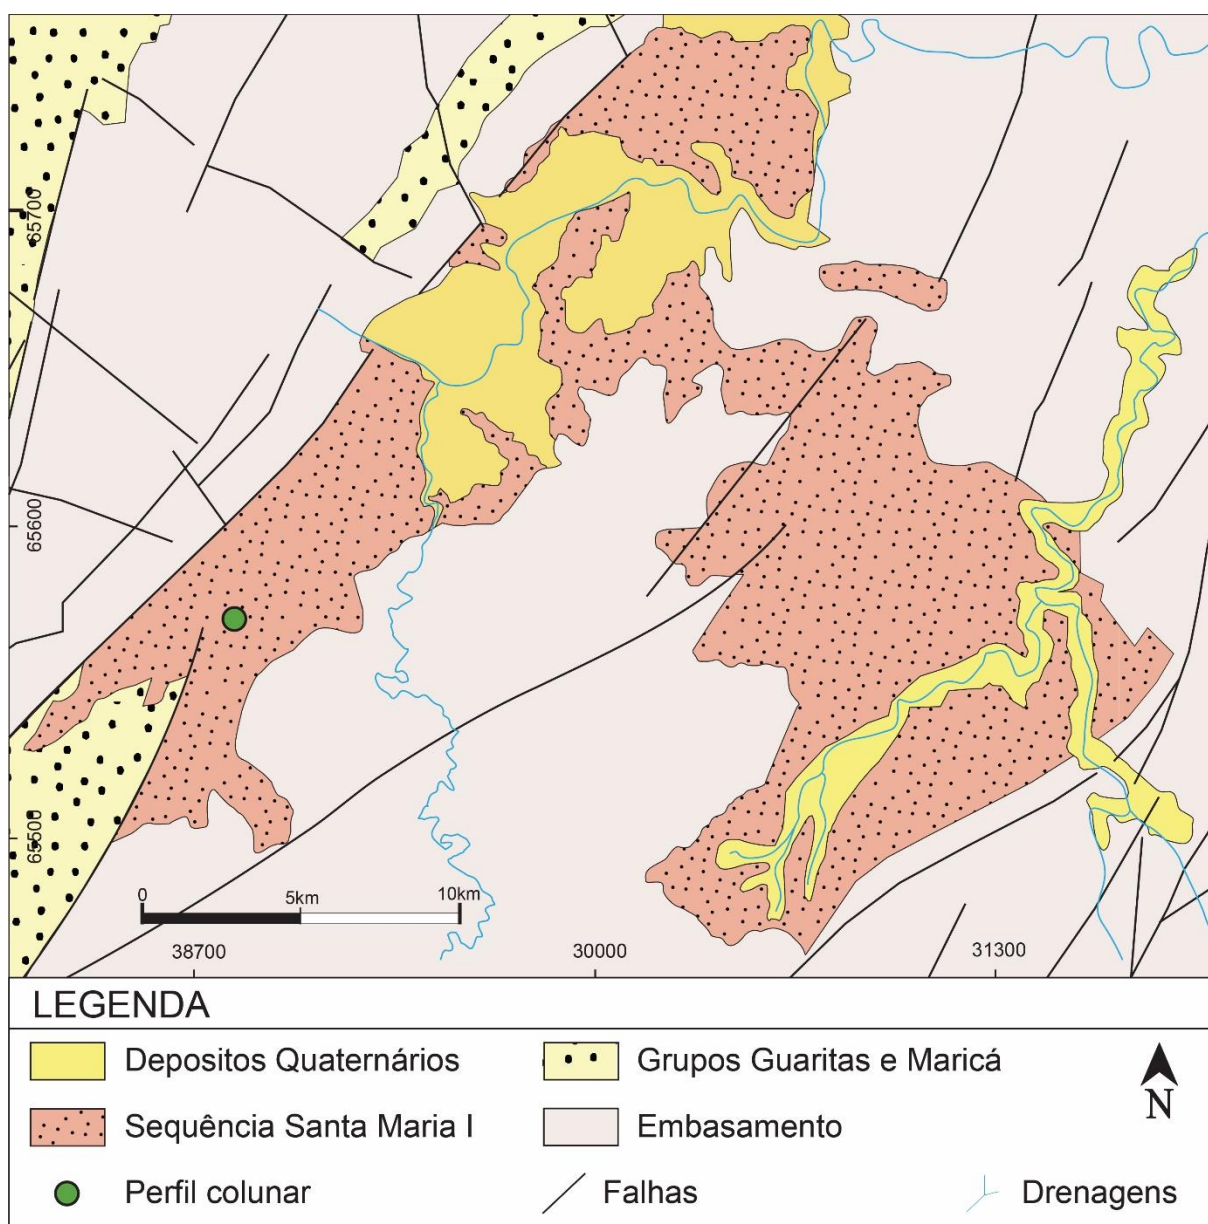 65700
65600
65500
0 5km 10km
38700 30000 31300
LEGENDA
Depositos Quaternários
Grupos Guaritas e Maricá
Sequência Santa Maria I
Embasamento
N
Perfil colunar
Falhas
Drenagens